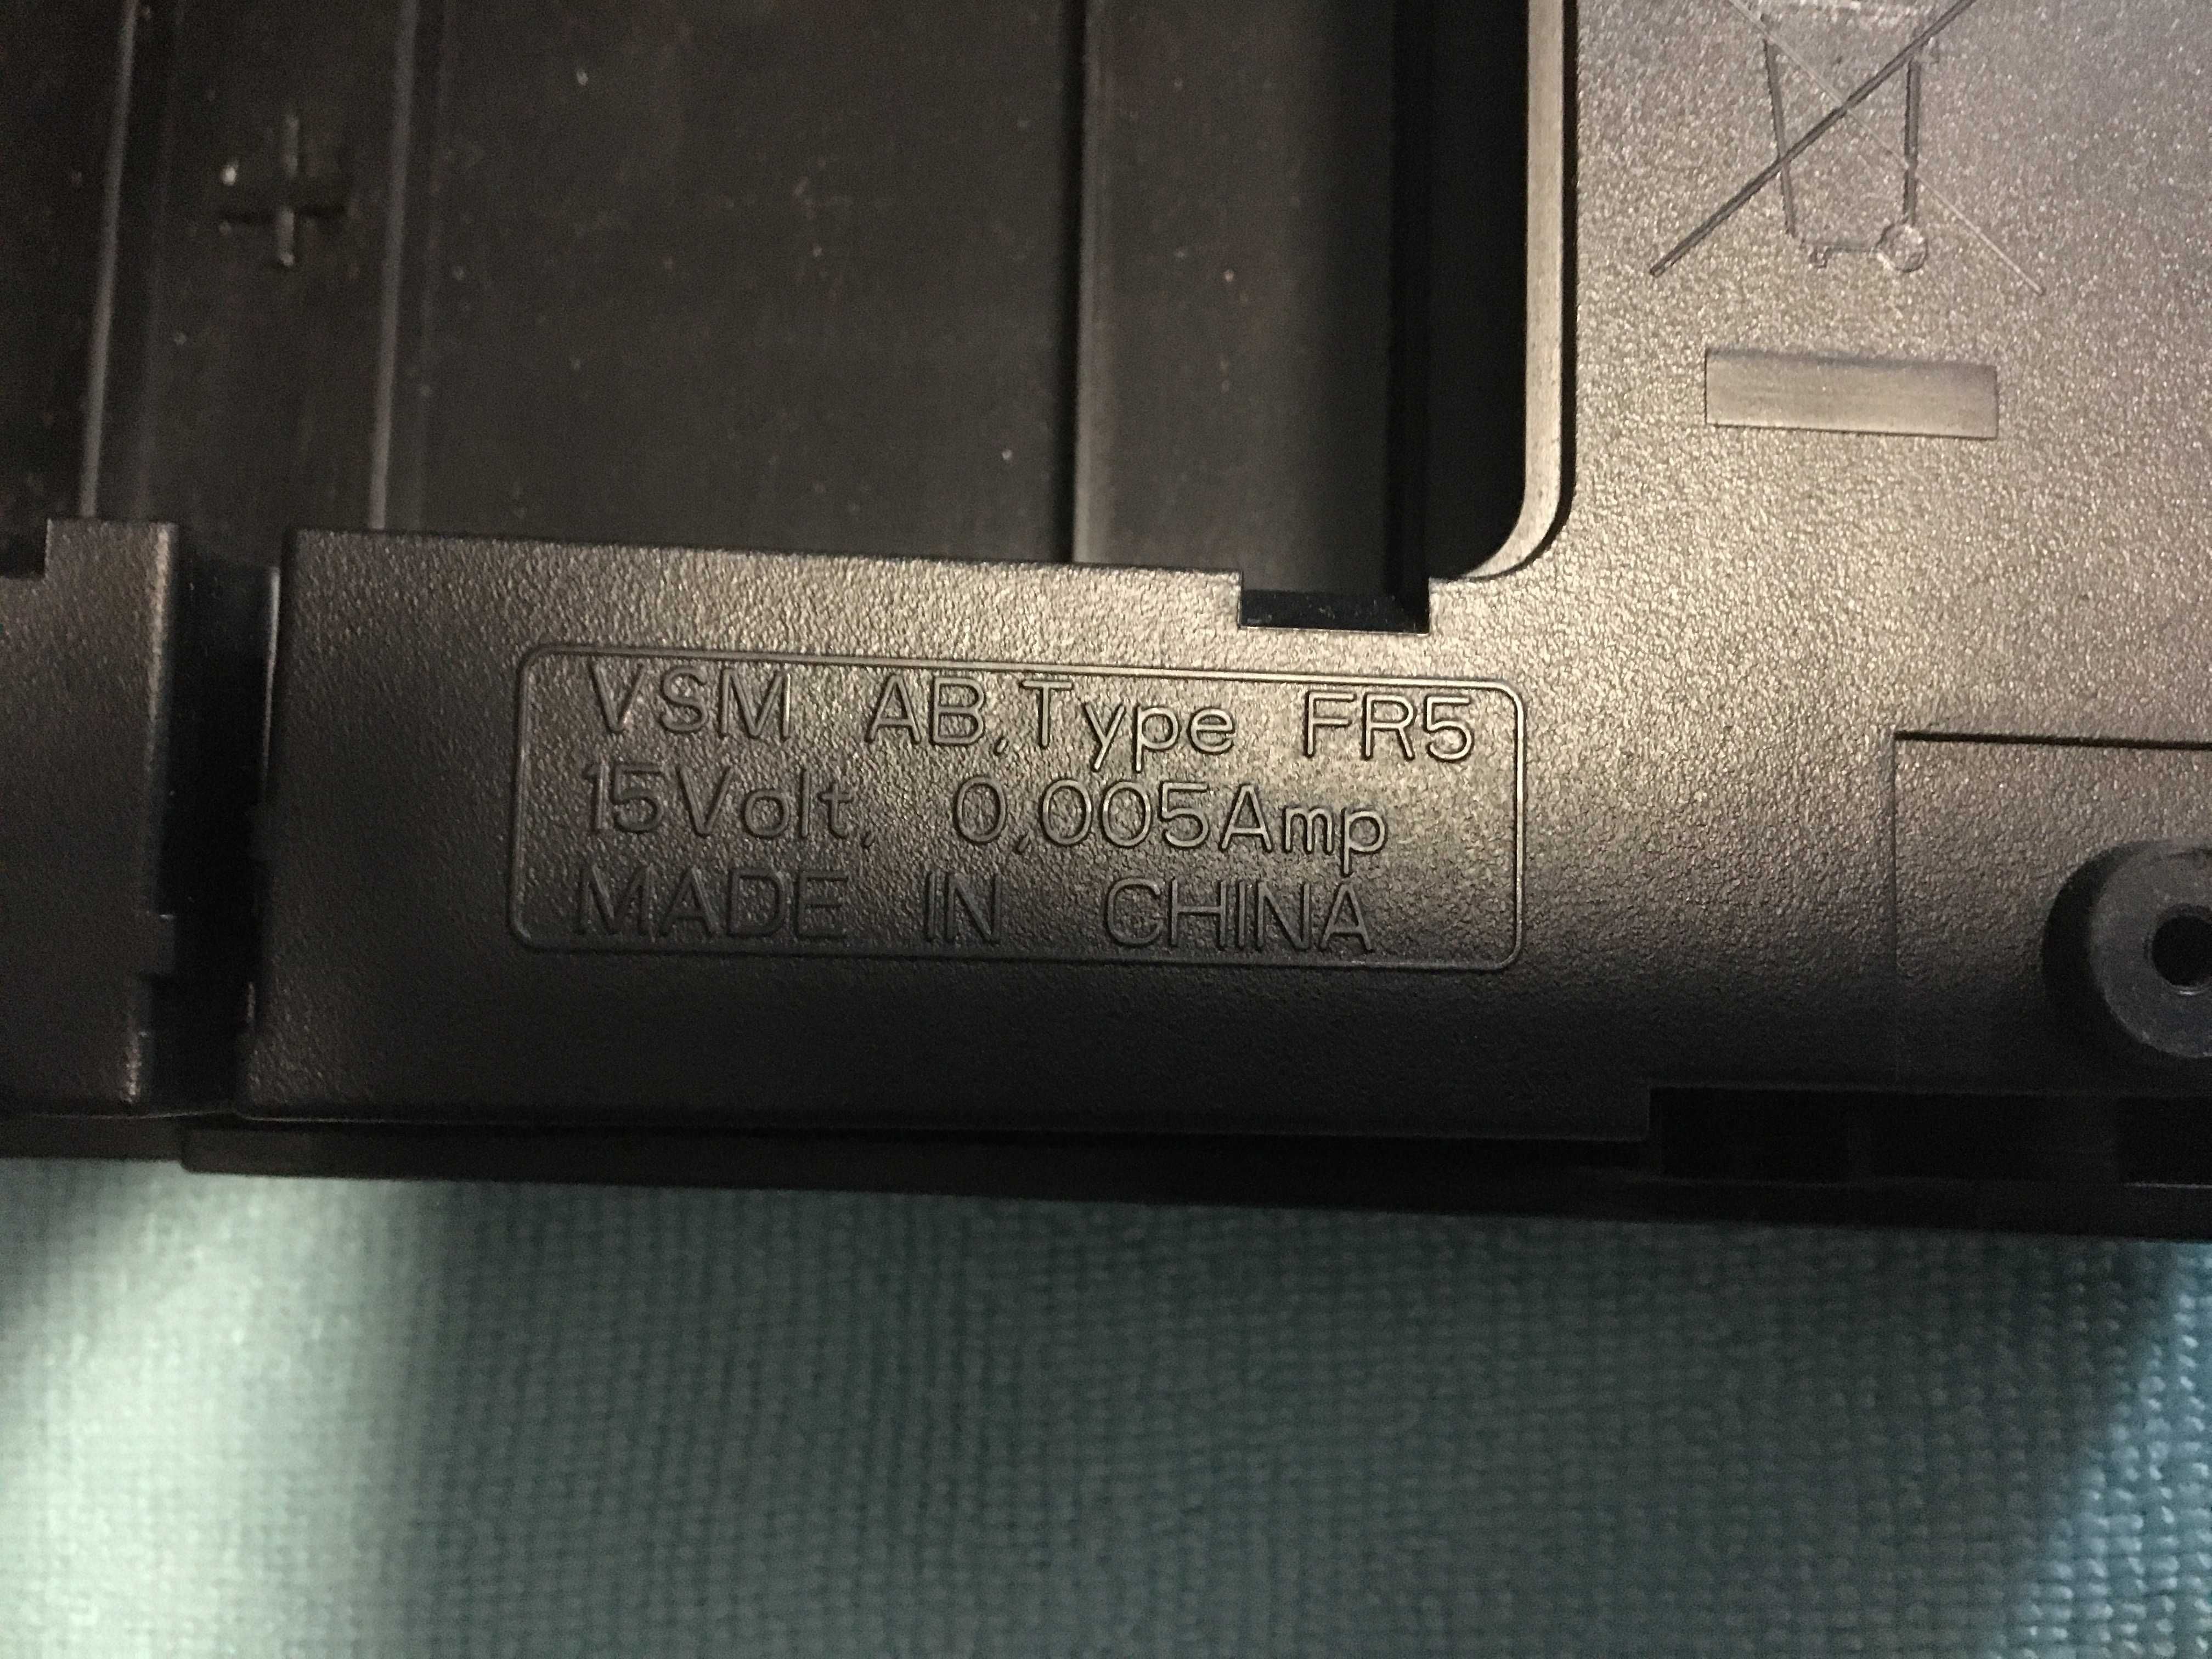 VSM AB,Type FR5
15Volt, 0,005Amp
MADE IN CHINA